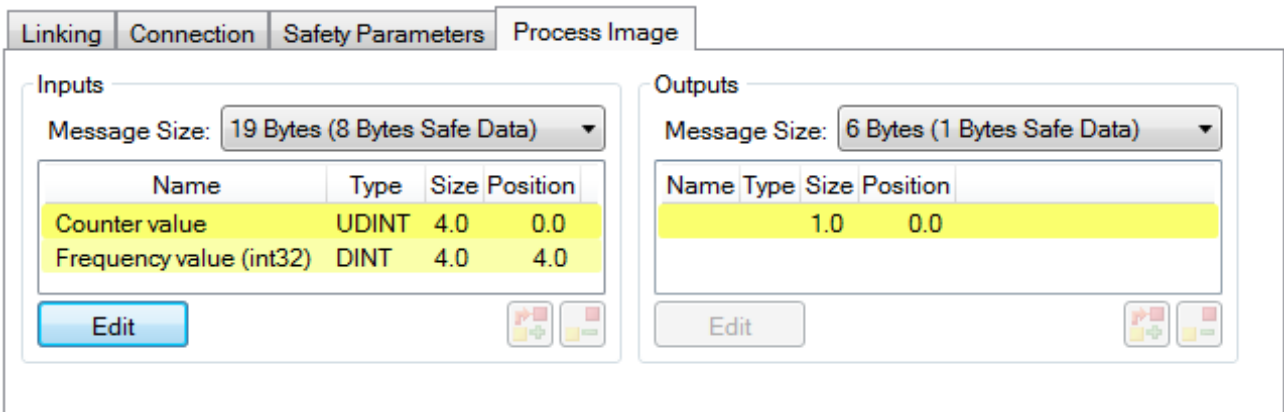 Linking Connection Safety Parameters Process Image
Inputs
Message Size: 19 Bytes (8 Bytes Safe Data)
Name Type Size Position
Counter value UDINT 4.0 0.0
Frequency value (int32) DINT 4.0 4.0
Edit
Outputs
Message Size: 6 Bytes (1 Bytes Safe Data)
Name Type Size Position
1.0 0.0
Edit